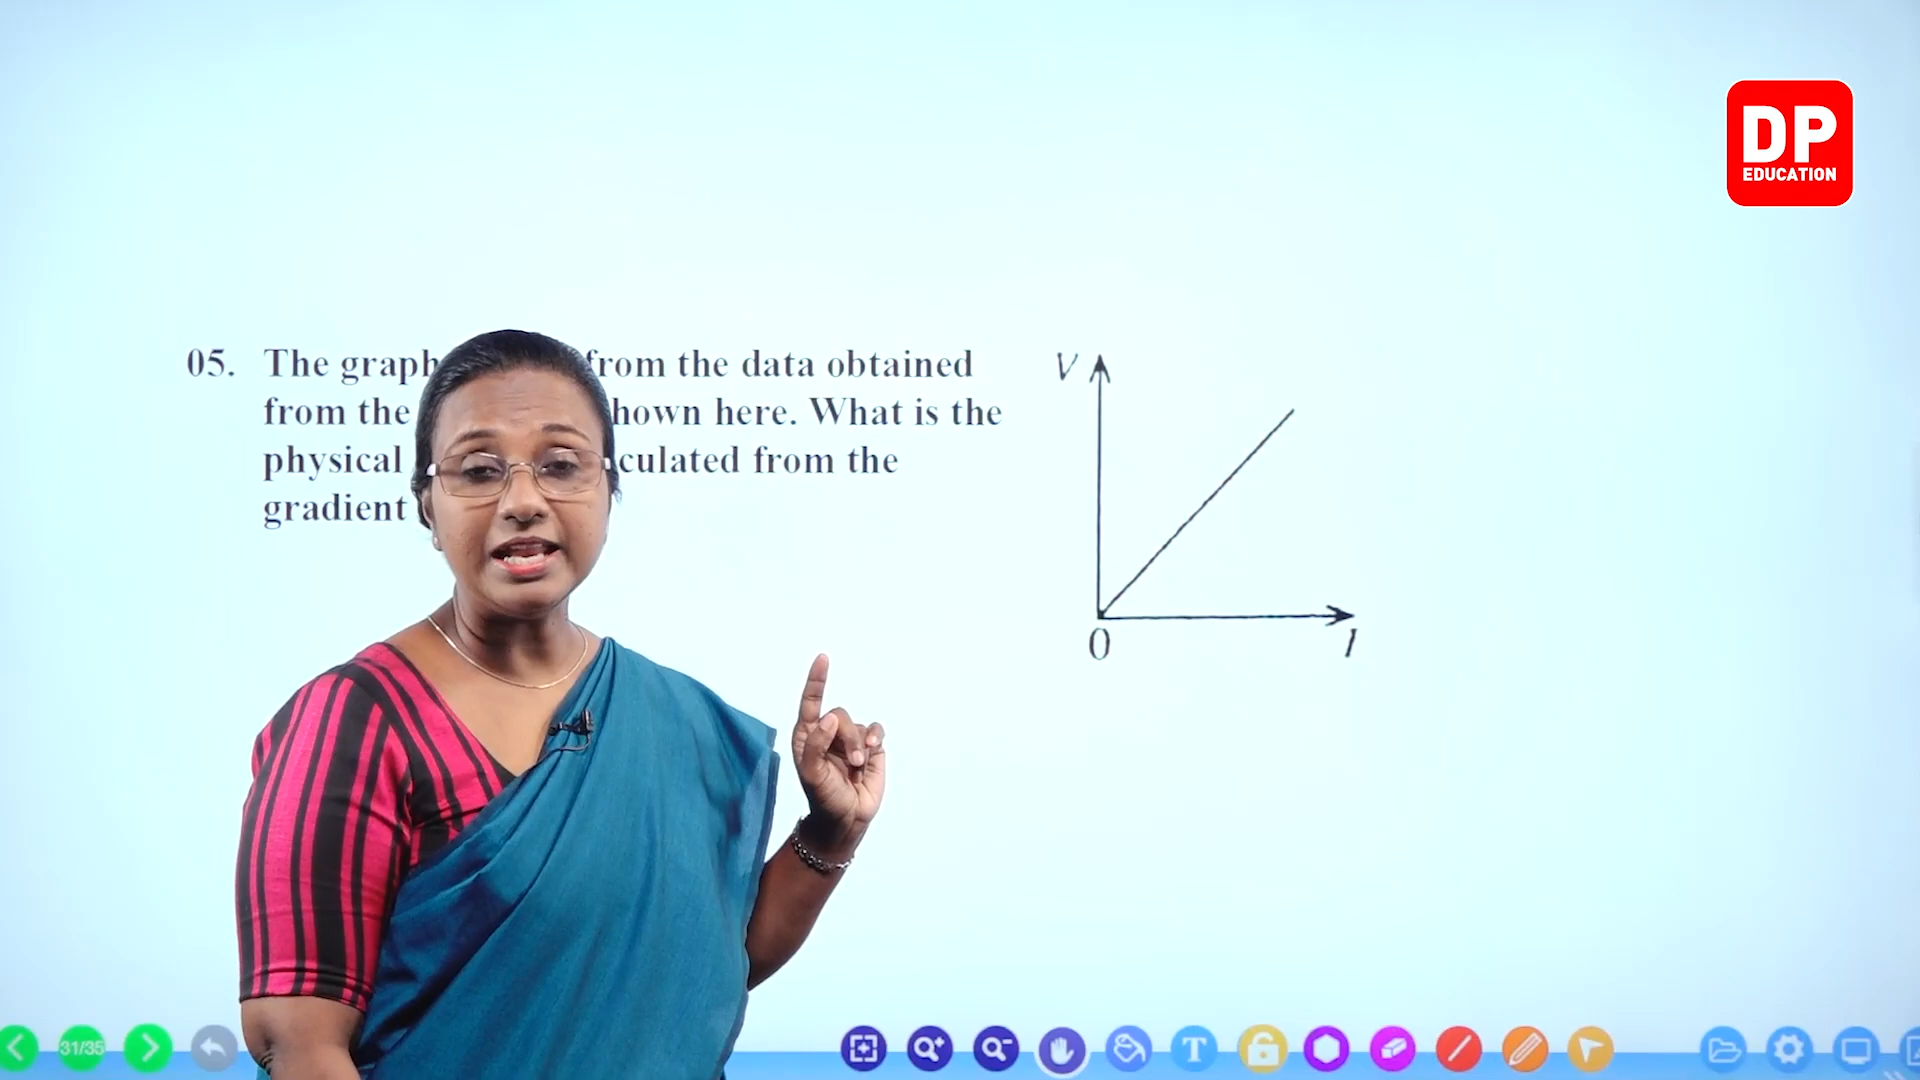 DP
EDUCATION
05. The graph from the data obtained
from the hown here. What is the
physical culated from the
gradient
V
0
I
31/35
T